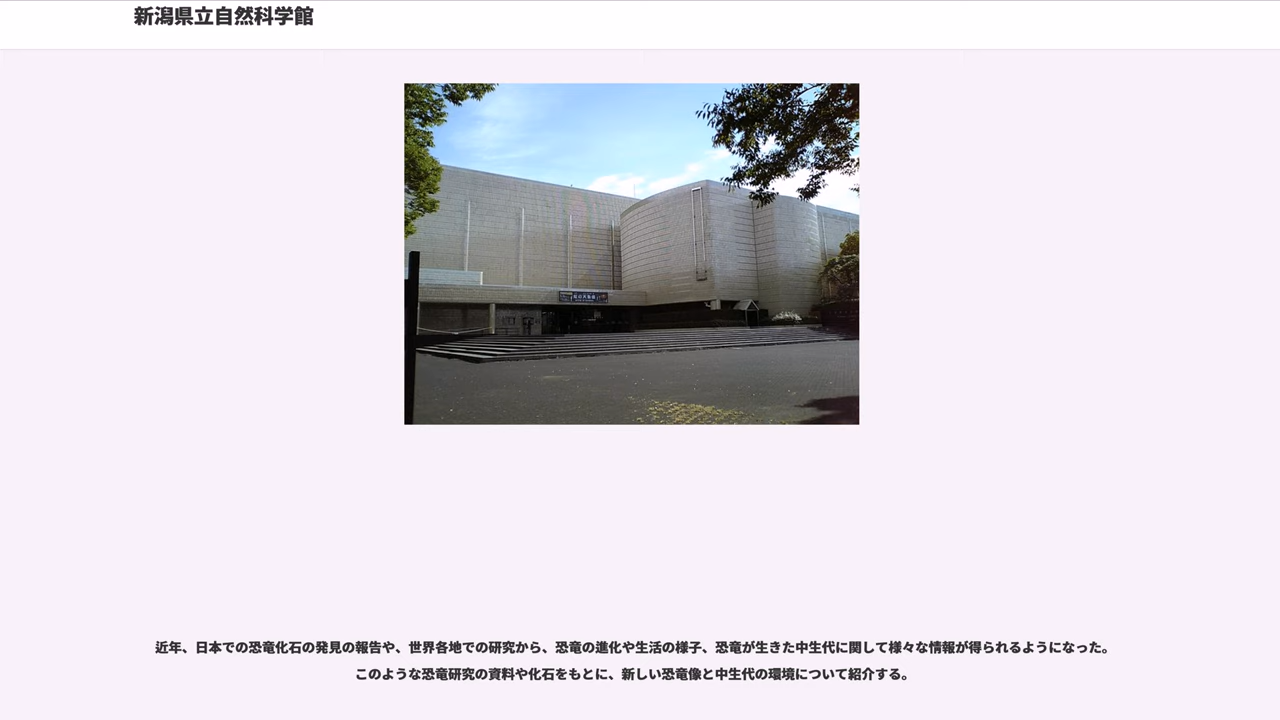 新潟県立自然科学館
近年、日本での恐竜化石の発見の報告や、世界各地での研究から、恐竜の進化や生活の様子、恐竜が生きた中生代に関して様々な情報が得られるようになった。
このような恐竜研究の資料や化石をもとに、新しい恐竜像と中生代の環境について紹介する。